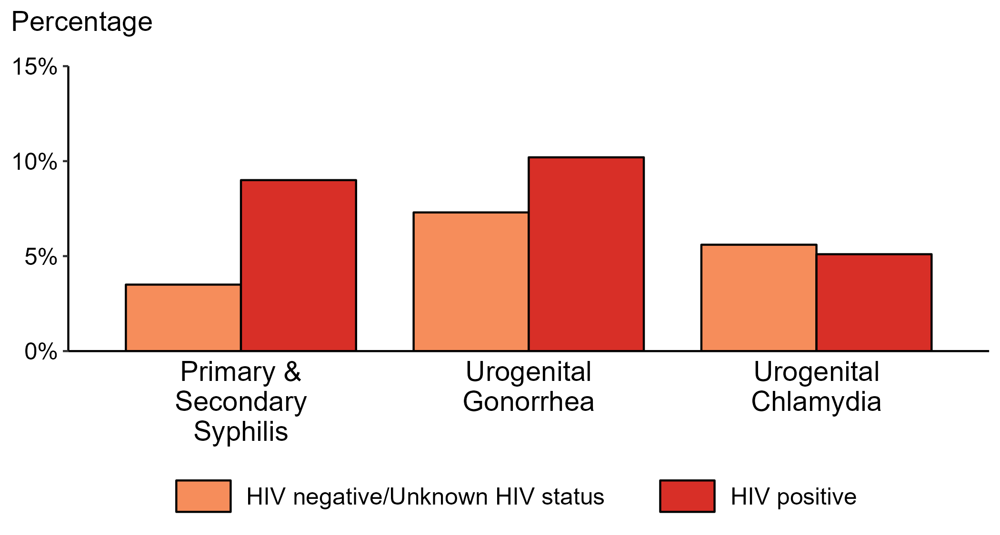 Percentage
15%
10%
5%
0%
Primary &
Secondary
Syphilis
Urogenital
Gonorrhea
Urogenital
Chlamydia
HIV negative/Unknown HIV status
HIV positive